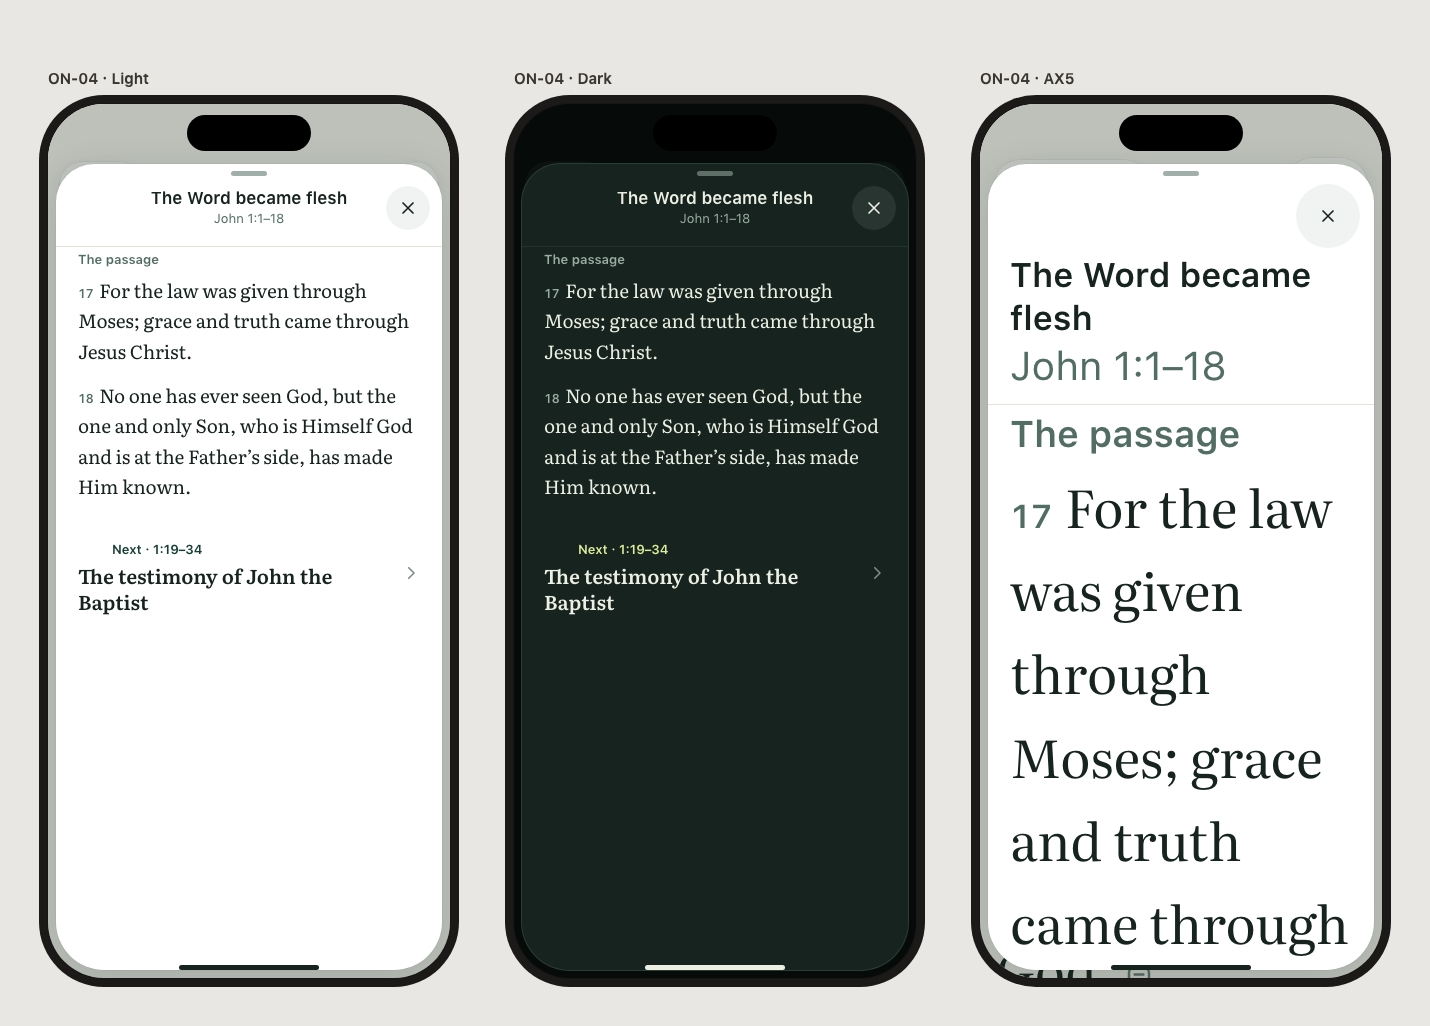 ON-04 · Light
The Word became flesh
John 1:1–18
The passage
17 For the law was given through
Moses; grace and truth came through
Jesus Christ.
18 No one has ever seen God, but the
one and only Son, who is Himself God
and is at the Father’s side, has made
Him known.
Next · 1:19–34
The testimony of John the
Baptist
ON-04 · Dark
The Word became flesh
John 1:1–18
The passage
17 For the law was given through
Moses; grace and truth came through
Jesus Christ.
18 No one has ever seen God, but the
one and only Son, who is Himself God
and is at the Father’s side, has made
Him known.
Next · 1:19–34
The testimony of John the
Baptist
ON-04 · AX5
The Word became
flesh
John 1:1–18
The passage
17 For the law
was given
through
Moses; grace
and truth
came through